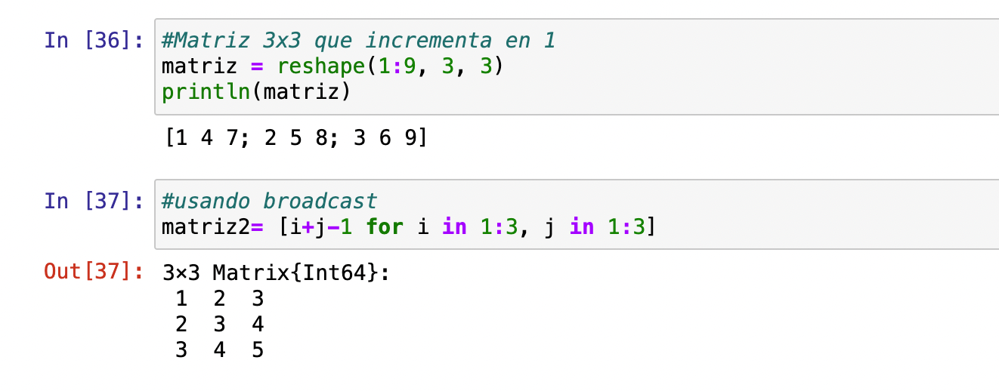 In [36]: #Matriz 3x3 que incrementa en 1
matriz = reshape(1:9, 3, 3)
println(matriz)
[1 4 7; 2 5 8; 3 6 9]
In [37]: #usando broadcast
matriz2= [i+j-1 for i in 1:3, j in 1:3]
Out[37]: 3×3 Matrix{Int64}:
1 2 3
2 3 4
3 4 5